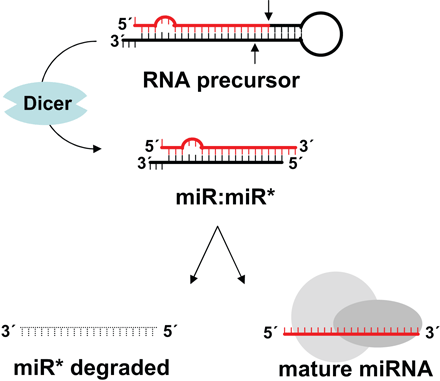 5´
3´
RNA precursor
Dicer
5´ 3´
3´ 5´
miR:miR*
3´ 5´
5´ 3´
miR* degraded
mature miRNA